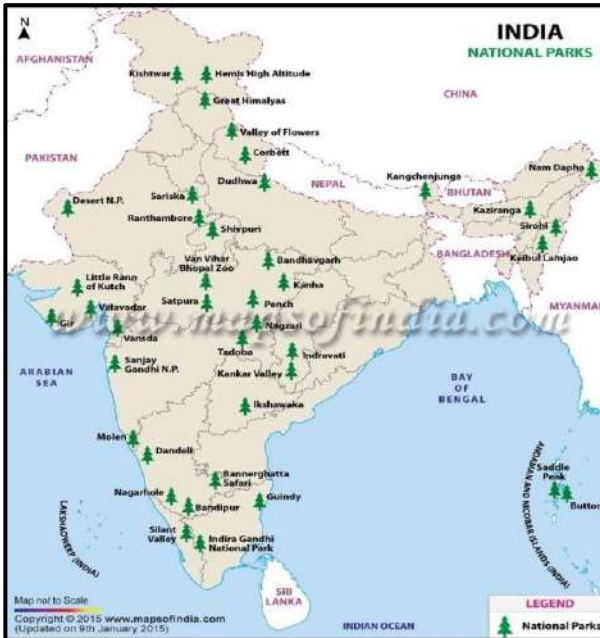 N
INDIA
NATIONAL PARKS
AFGHANISTAN
Kishtwar
Hemis High Altitude
Great Himalyas
CHINA
Valley of Flowers
Corbett
PAKISTAN
Dudhwa
NEPAL
Kangchenjunga
BHUTAN
Nam Dapha
Desert N.P.
Sariska
Kaziranga
Ranthambore
Shivpuri
Sirohi
BANGLADESH
Keibul Lamjao
Van Vihar
Bhopal Zoo
Bandhavgarh
Little Rann
of Kutch
Kanha
Velavadar
Satpura
Pench
MYANMAR
Gir
www.mapsofindia.com
Vansda
Nagzari
Tadoba
Indravati
Sanjay
Gandhi N.P.
Kankar Valley
ARABIAN
SEA
BAY
OF
BENGAL
Ikshawaka
Molen
Dandeli
Bannerghatta
Safari
Saddle
Peak
Button
ANDAMAN AND NICOBAR ISLANDS (INDIA)
Nagarhole
Bandipur
Guindy
LAKSHADWEEP (INDIA)
Silent
Valley
Indira Gandhi
National Park
SRI
LANKA
Map not to Scale
Copyright © 2015 www.mapsofindia.com
(Updated on 9th January 2015)
INDIAN OCEAN
LEGEND
National Parks